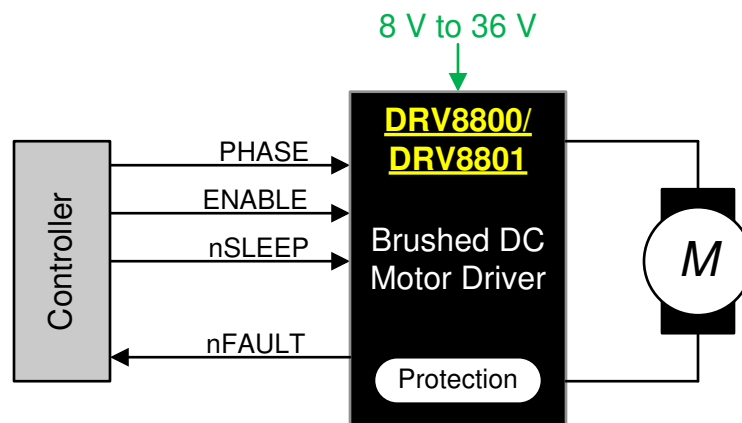 8 V to 36 V
DRV8800/
DRV8801
PHASE
ENABLE
nSLEEP
nFAULT
Controller
Brushed DC
Motor Driver
Protection
M